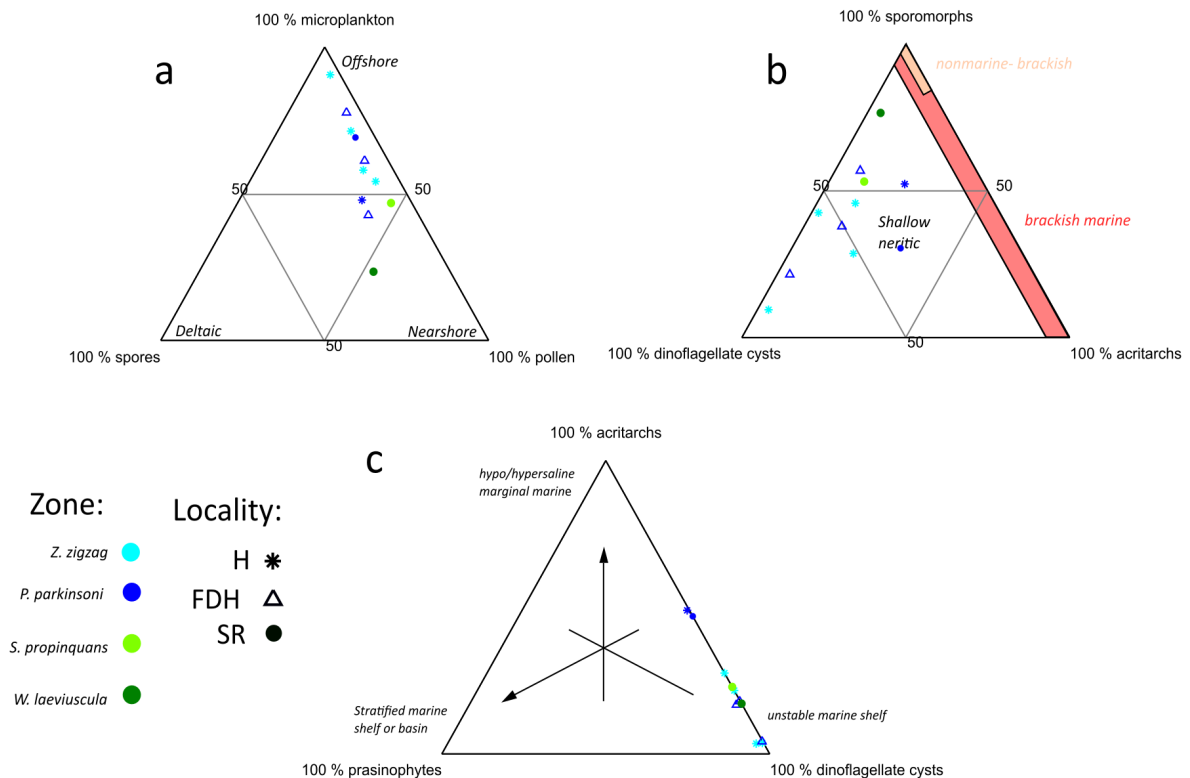 100 % microplankton
a
Offshore
50
50
Deltaic
Nearshore
50
100 % spores
100 % pollen
100 % sporomorphs
b
nonmarine- brackish
50
50
Shallow
neritic
brackish marine
50
100 % dinoflagellate cysts
100 % acritarchs
100 % acritarchs
c
hypo/hypersaline
marginal marine
Stratified marine
shelf or basin
unstable marine shelf
100 % prasinophytes
100 % dinoflagellate cysts
Zone:
Z. zigzag
P. parkinsoni
S. propinquans
W. laeviuscula
Locality:
H
FDH
SR